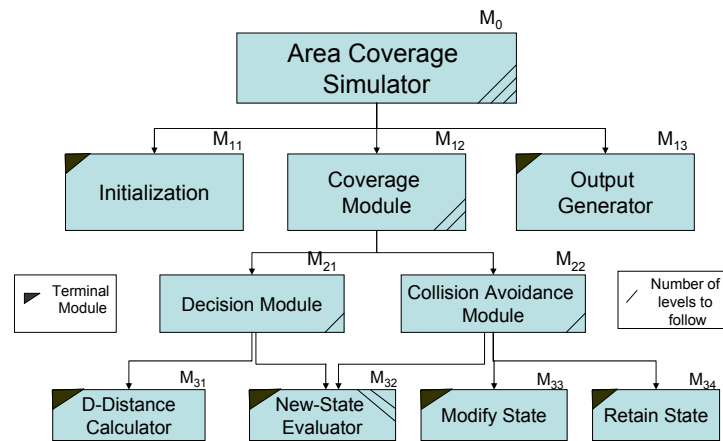 M0
Area Coverage
Simulator
M11
M12
M13
Initialization
Coverage
Module
Output
Generator
M21
M22
Terminal
Module
Decision Module
Collision Avoidance
Module
Number of
levels to
follow
M31
M32
M33
M34
D-Distance
Calculator
New-State
Evaluator
Modify State
Retain State